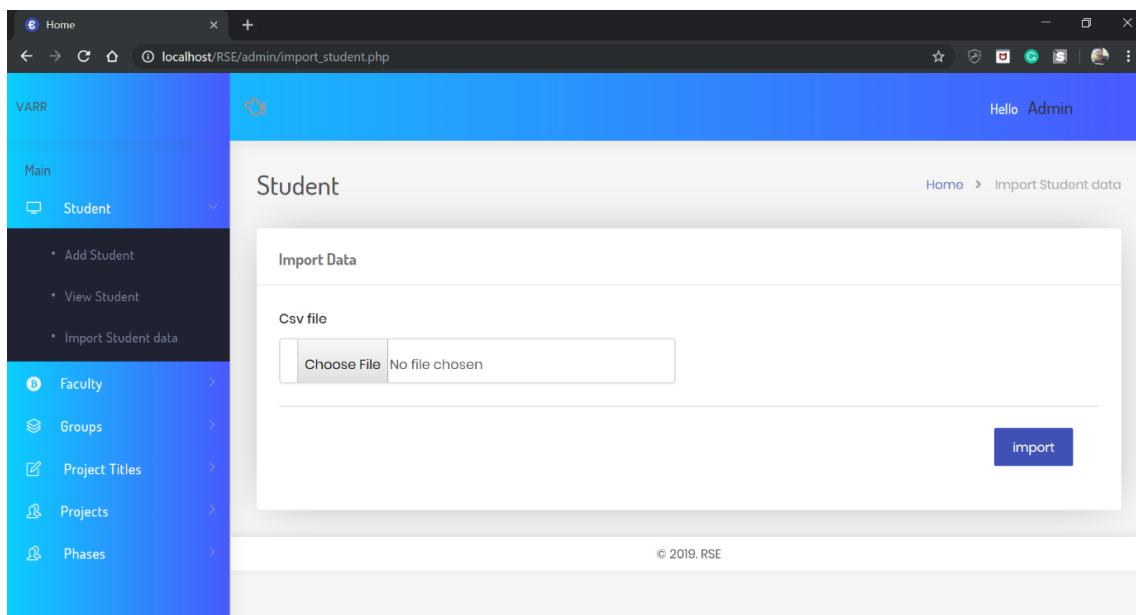 Home
localhost/RSE/admin/import_student.php
VARR
Hello Admin
Main
Student
Add Student
View Student
Import Student data
Faculty
Groups
Project Titles
Projects
Phases
Student
Home > Import Student data
Import Data
Csv file
Choose File No file chosen
import
© 2019. RSE